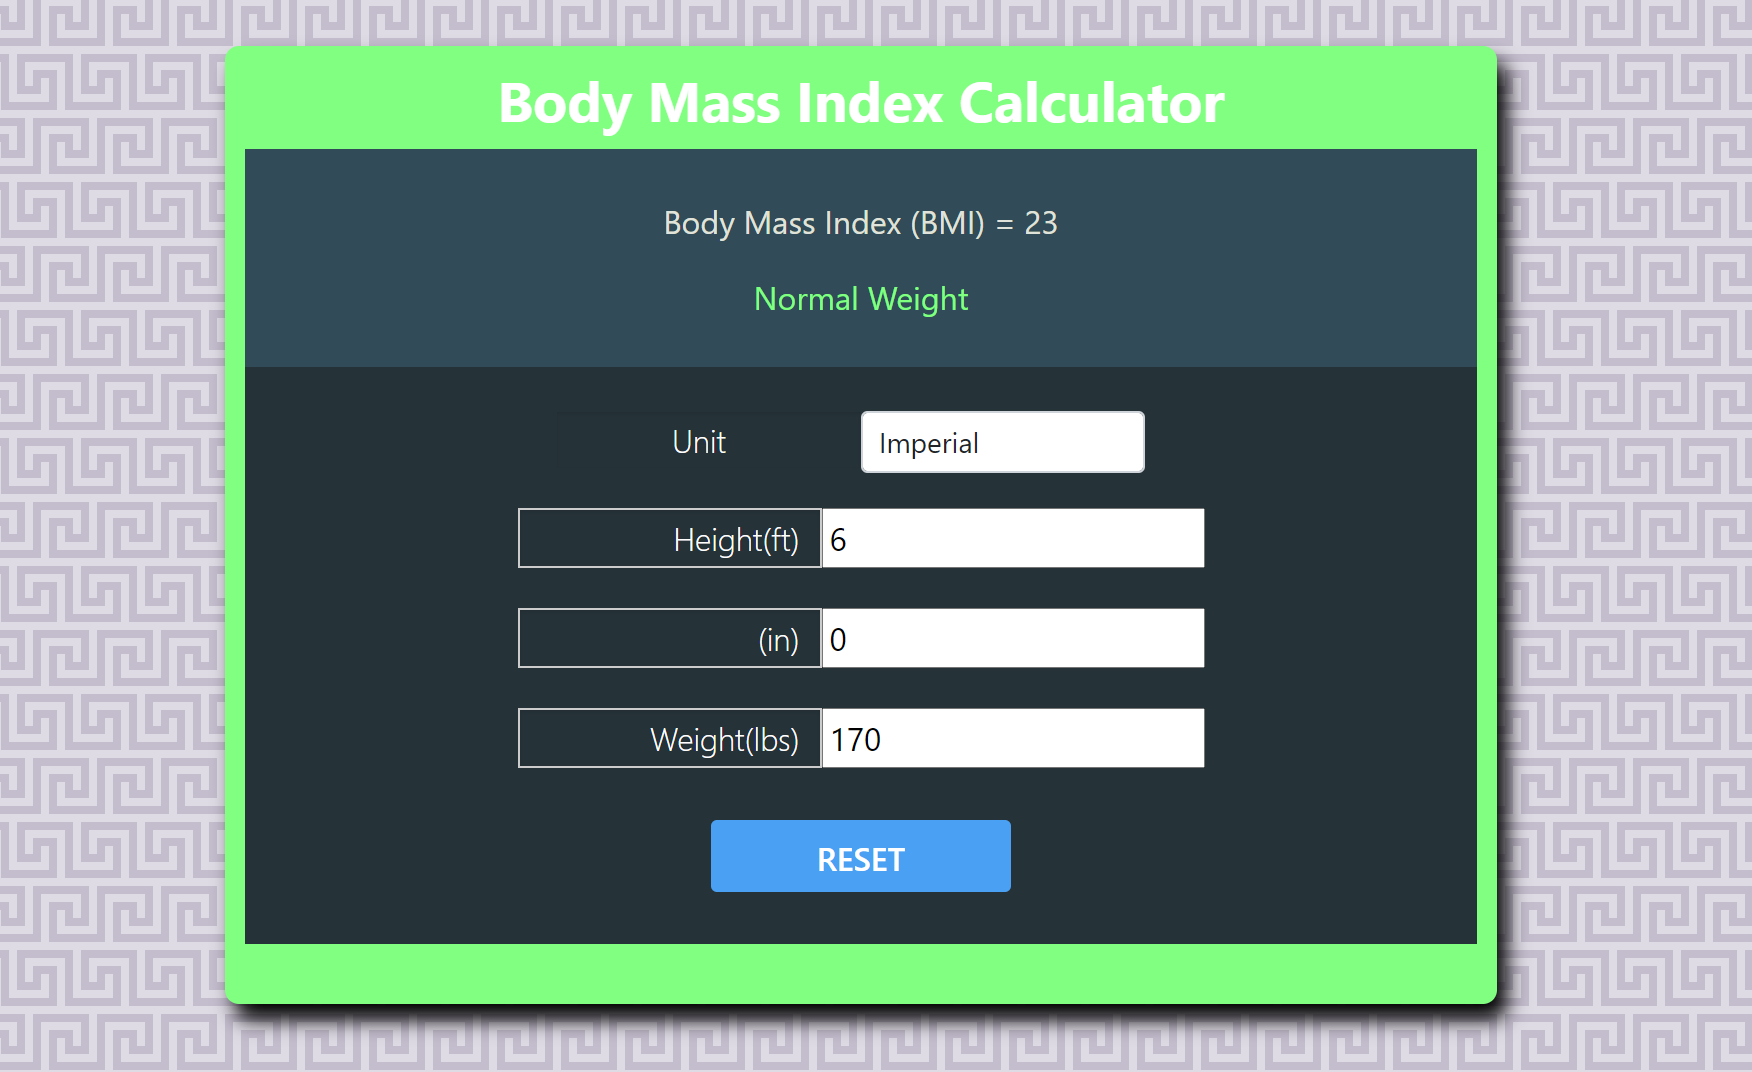 Body Mass Index Calculator
Body Mass Index (BMI) = 23
Normal Weight
Unit Imperial
Height(ft) 6
(in) 0
Weight(lbs) 170
RESET